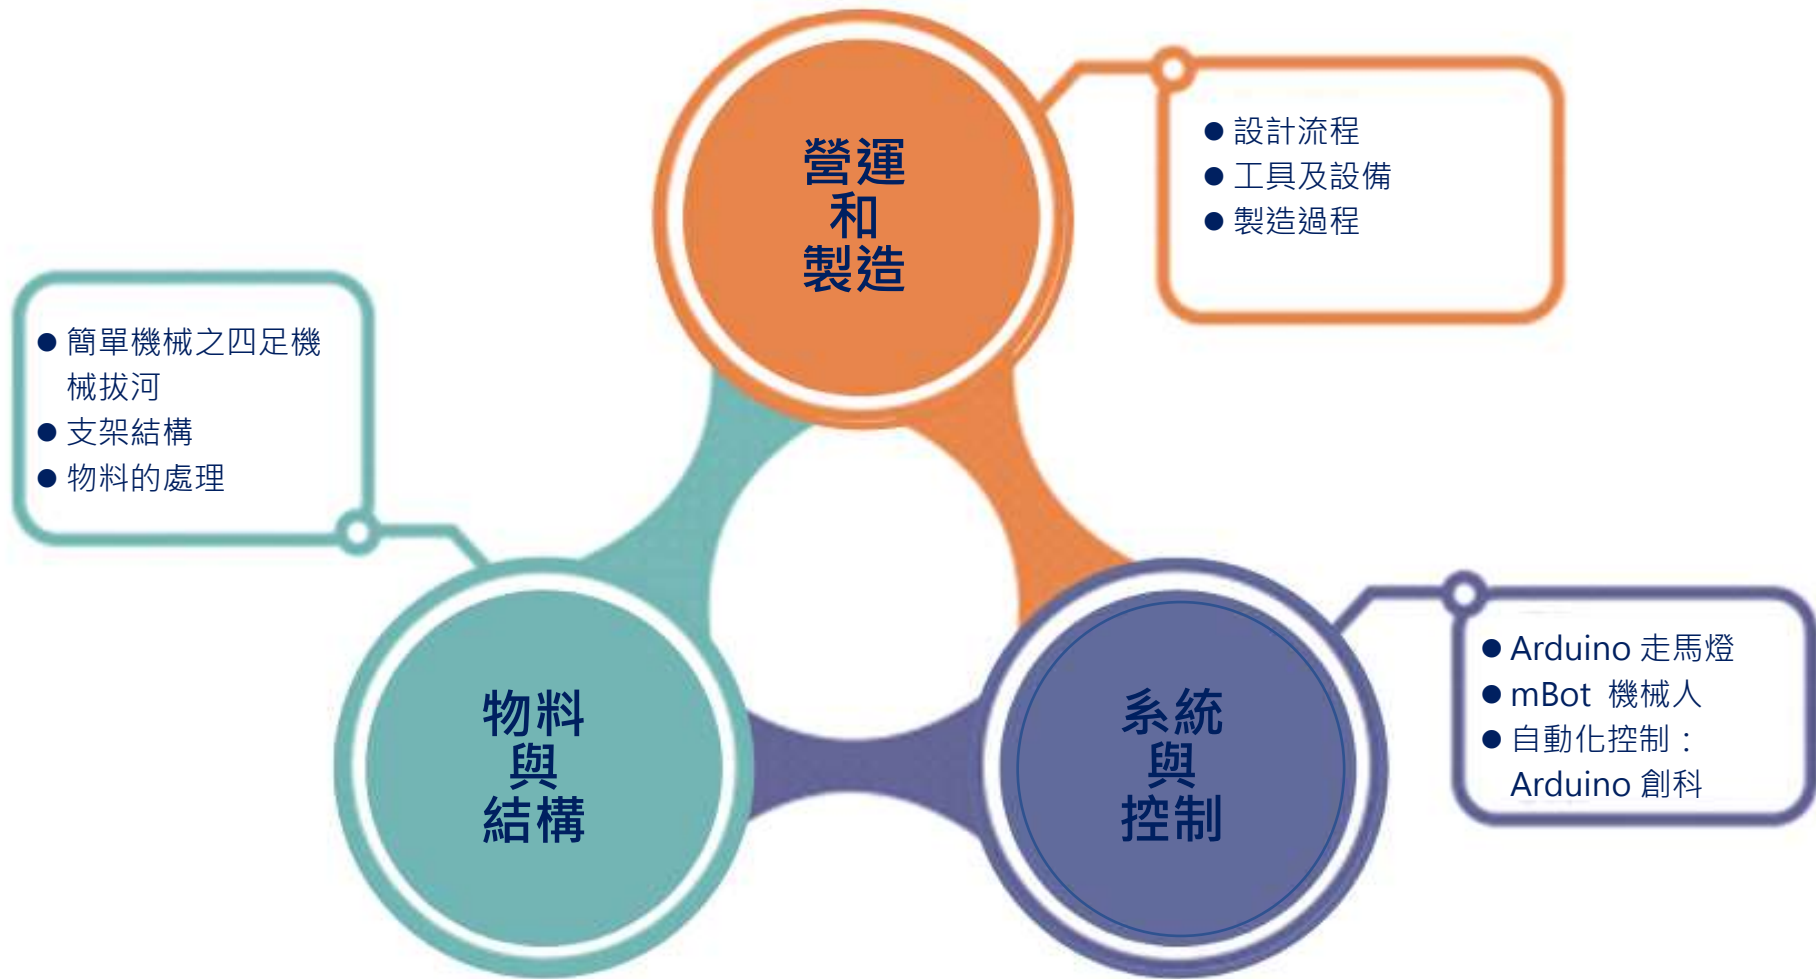 營運
和
製造
● 設計流程
● 工具及設備
● 製造過程
● 簡單機械之四足機
械拔河
● 支架結構
● 物料的處理
物料
與
結構
系統
與
控制
● Arduino 走馬燈
● mBot 機械人
● 自動化控制：
Arduino 創科